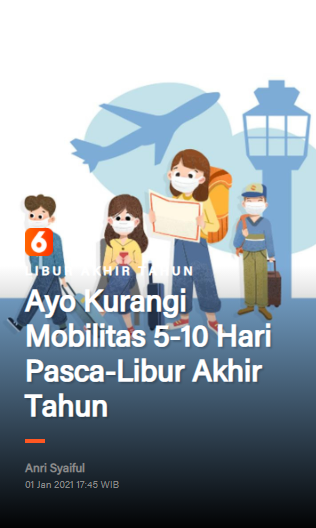 6
LIBUR AKHIR TAHUN
Ayo Kurangi
Mobilitas 5-10 Hari
Pasca-Libur Akhir
Tahun
Anri Syaiful
01 Jan 2021 17:45 WIB